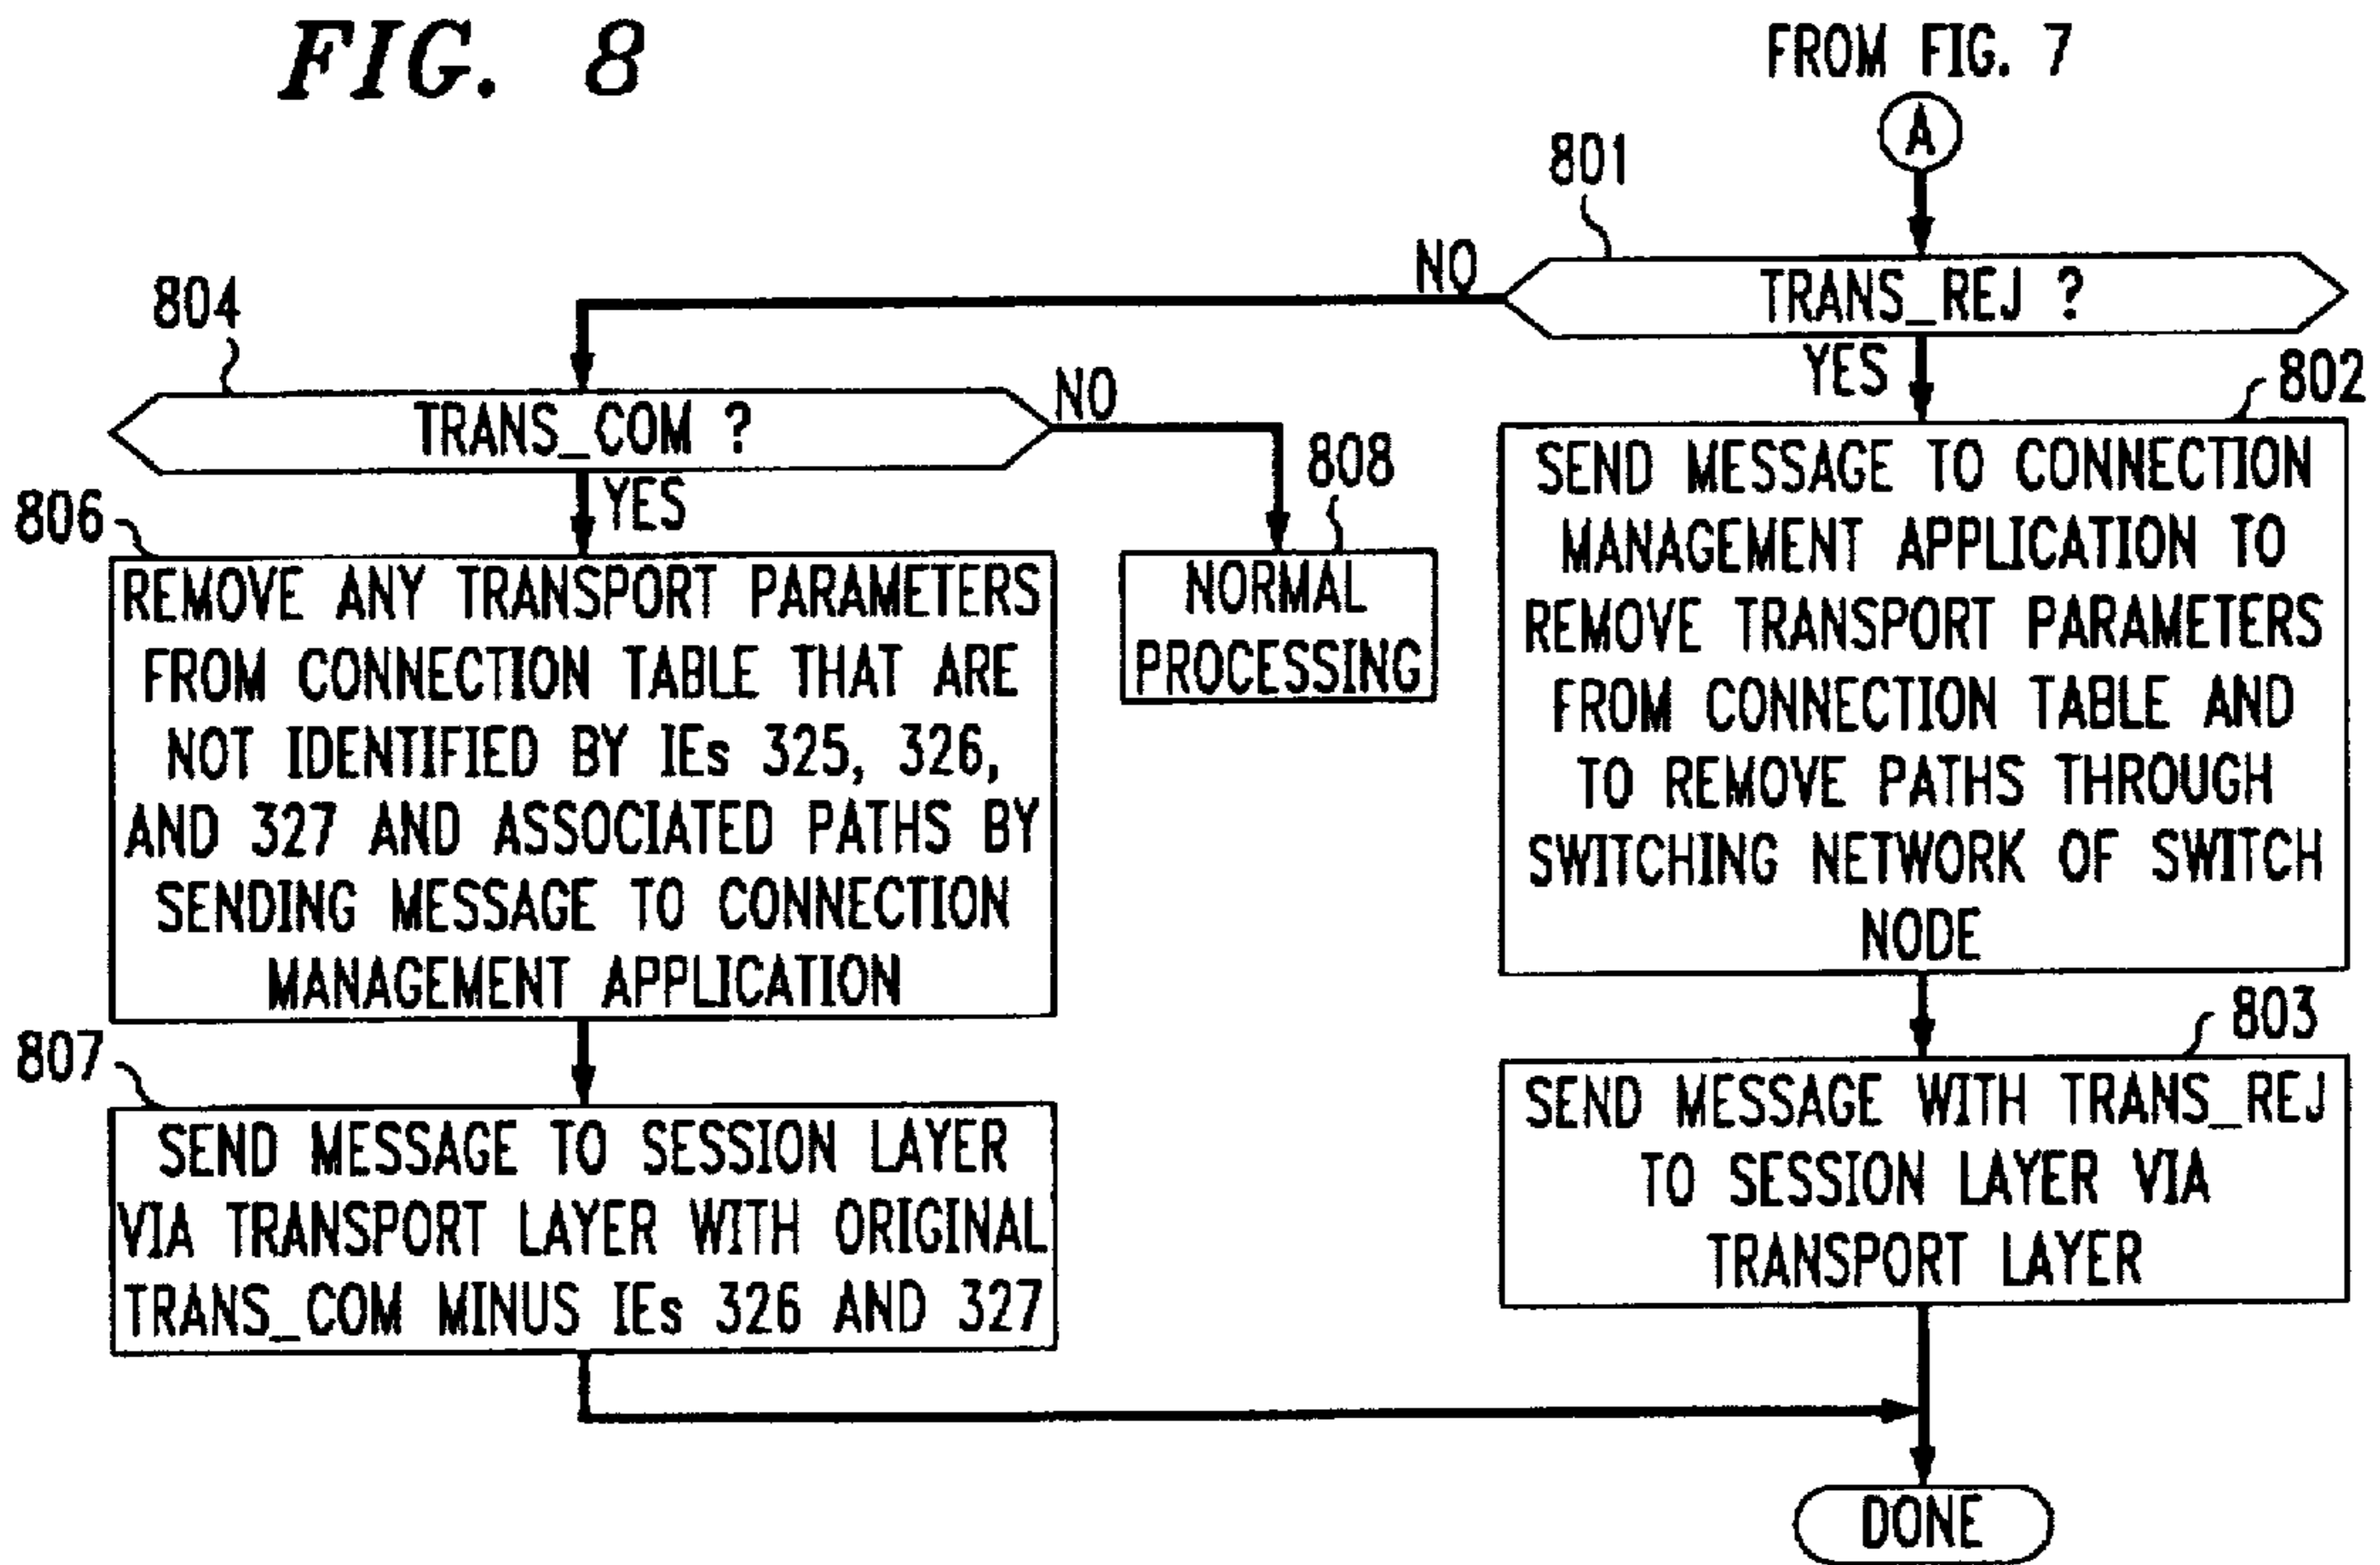 FIG. 8
FROM FIG. 7
A
801
TRANS_REJ ?
NO
YES
804
TRANS_COM ?
NO
YES
802
SEND MESSAGE TO CONNECTION
MANAGEMENT APPLICATION TO
REMOVE TRANSPORT PARAMETERS
FROM CONNECTION TABLE AND
TO REMOVE PATHS THROUGH
SWITCHING NETWORK OF SWITCH
NODE
808
NORMAL
PROCESSING
806
REMOVE ANY TRANSPORT PARAMETERS
FROM CONNECTION TABLE THAT ARE
NOT IDENTIFIED BY IEs 325, 326,
AND 327 AND ASSOCIATED PATHS BY
SENDING MESSAGE TO CONNECTION
MANAGEMENT APPLICATION
803
SEND MESSAGE WITH TRANS_REJ
TO SESSION LAYER VIA
TRANSPORT LAYER
807
SEND MESSAGE TO SESSION LAYER
VIA TRANSPORT LAYER WITH ORIGINAL
TRANS_COM MINUS IEs 326 AND 327
DONE